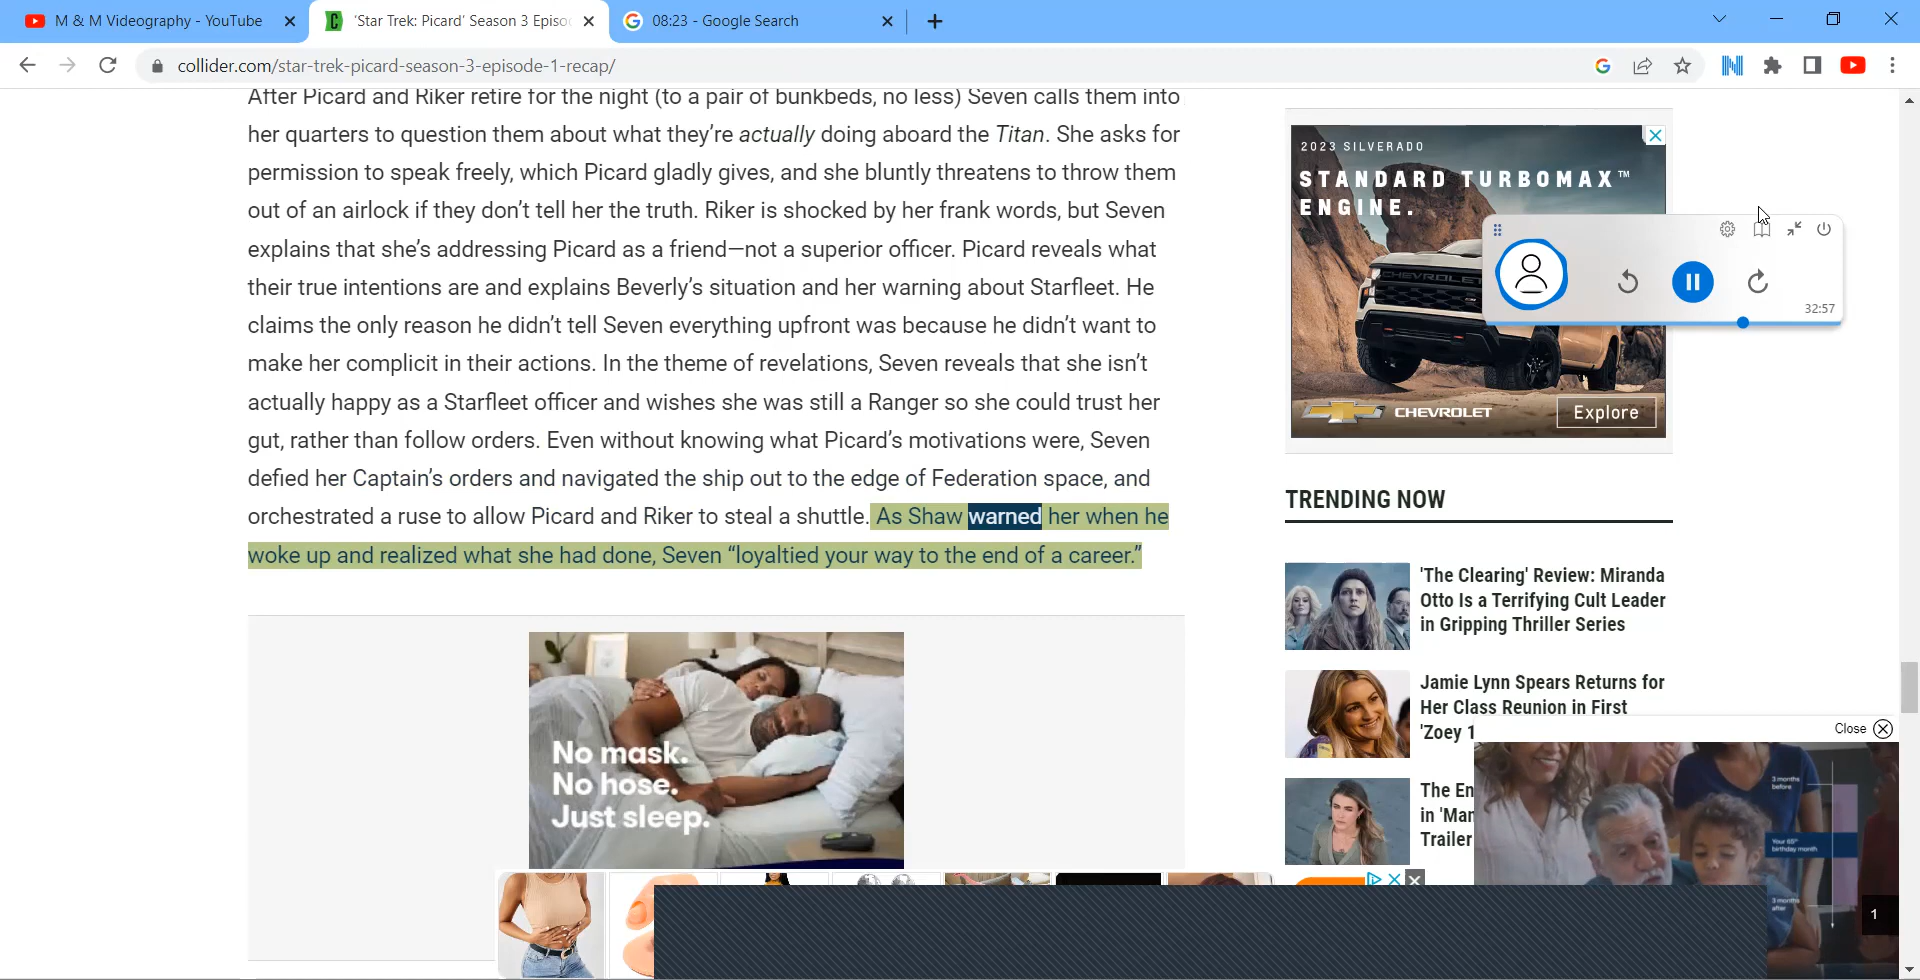 M & M Videography - YouTube
'Star Trek: Picard' Season 3 Episo
08:23 - Google Search
collider.com/star-trek-picard-season-3-episode-1-recap/
After Picard and Riker retire for the night (to a pair of bunkbeds, no less) Seven calls them into
her quarters to question them about what they're actually doing aboard the Titan. She asks for
permission to speak freely, which Picard gladly gives, and she bluntly threatens to throw them
out of an airlock if they don't tell her the truth. Riker is shocked by her frank words, but Seven
explains that she's addressing Picard as a friend—not a superior officer. Picard reveals what
their true intentions are and explains Beverly's situation and her warning about Starfleet. He
claims the only reason he didn't tell Seven everything upfront was because he didn't want to
make her complicit in their actions. In the theme of revelations, Seven reveals that she isn't
actually happy as a Starfleet officer and wishes she was still a Ranger so she could trust her
gut, rather than follow orders. Even without knowing what Picard's motivations were, Seven
defied her Captain's orders and navigated the ship out to the edge of Federation space, and
orchestrated a ruse to allow Picard and Riker to steal a shuttle. As Shaw warned her when he
woke up and realized what she had done, Seven “loyaltied your way to the end of a career.”
No mask.
No hose.
Just sleep.
2023 SILVERADO
STANDARD TURBOMAX™
ENGINE.
CHEVROLET
CHEVROLET
Explore
32:57
TRENDING NOW
'The Clearing' Review: Miranda
Otto Is a Terrifying Cult Leader
in Gripping Thriller Series
Jamie Lynn Spears Returns for
Her Class Reunion in First
'Zoey 1
The En
in 'Mar
Trailer
Close
3 months
before
Your 65th
birthday month
3 months
after
1